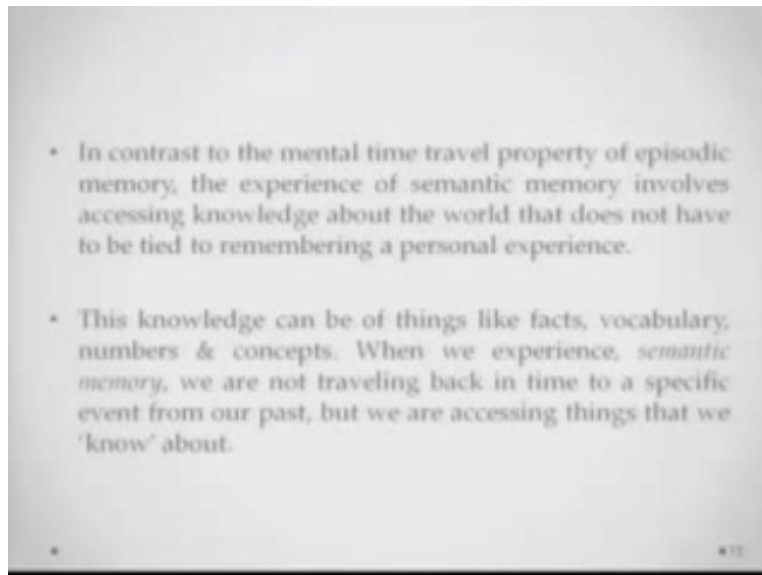 • In contrast to the mental time travel property of episodic
memory, the experience of semantic memory involves
accessing knowledge about the world that does not have
to be tied to remembering a personal experience.
• This knowledge can be of things like facts, vocabulary,
numbers & concepts. When we experience, semantic
memory, we are not traveling back in time to a specific
event from our past, but we are accessing things that we
'know' about.